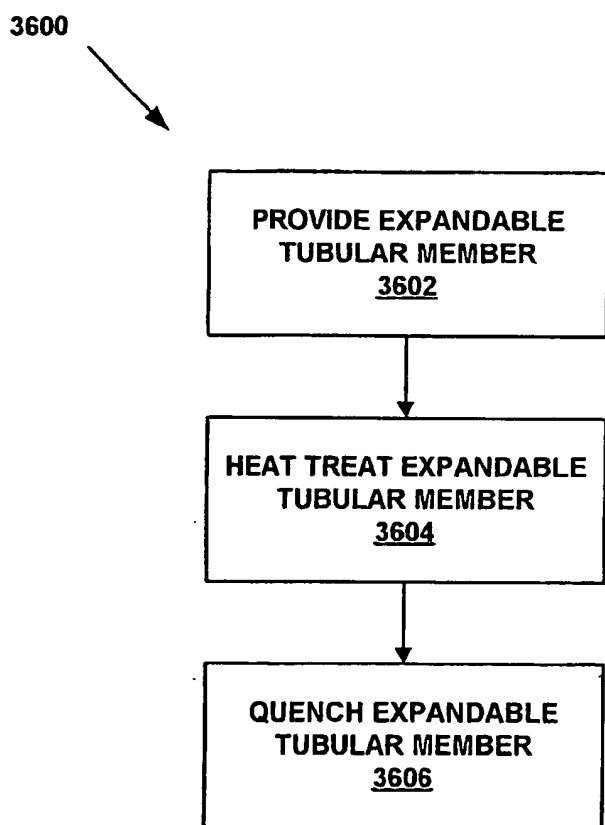 3600
PROVIDE EXPANDABLE
TUBULAR MEMBER
3602
HEAT TREAT EXPANDABLE
TUBULAR MEMBER
3604
QUENCH EXPANDABLE
TUBULAR MEMBER
3606